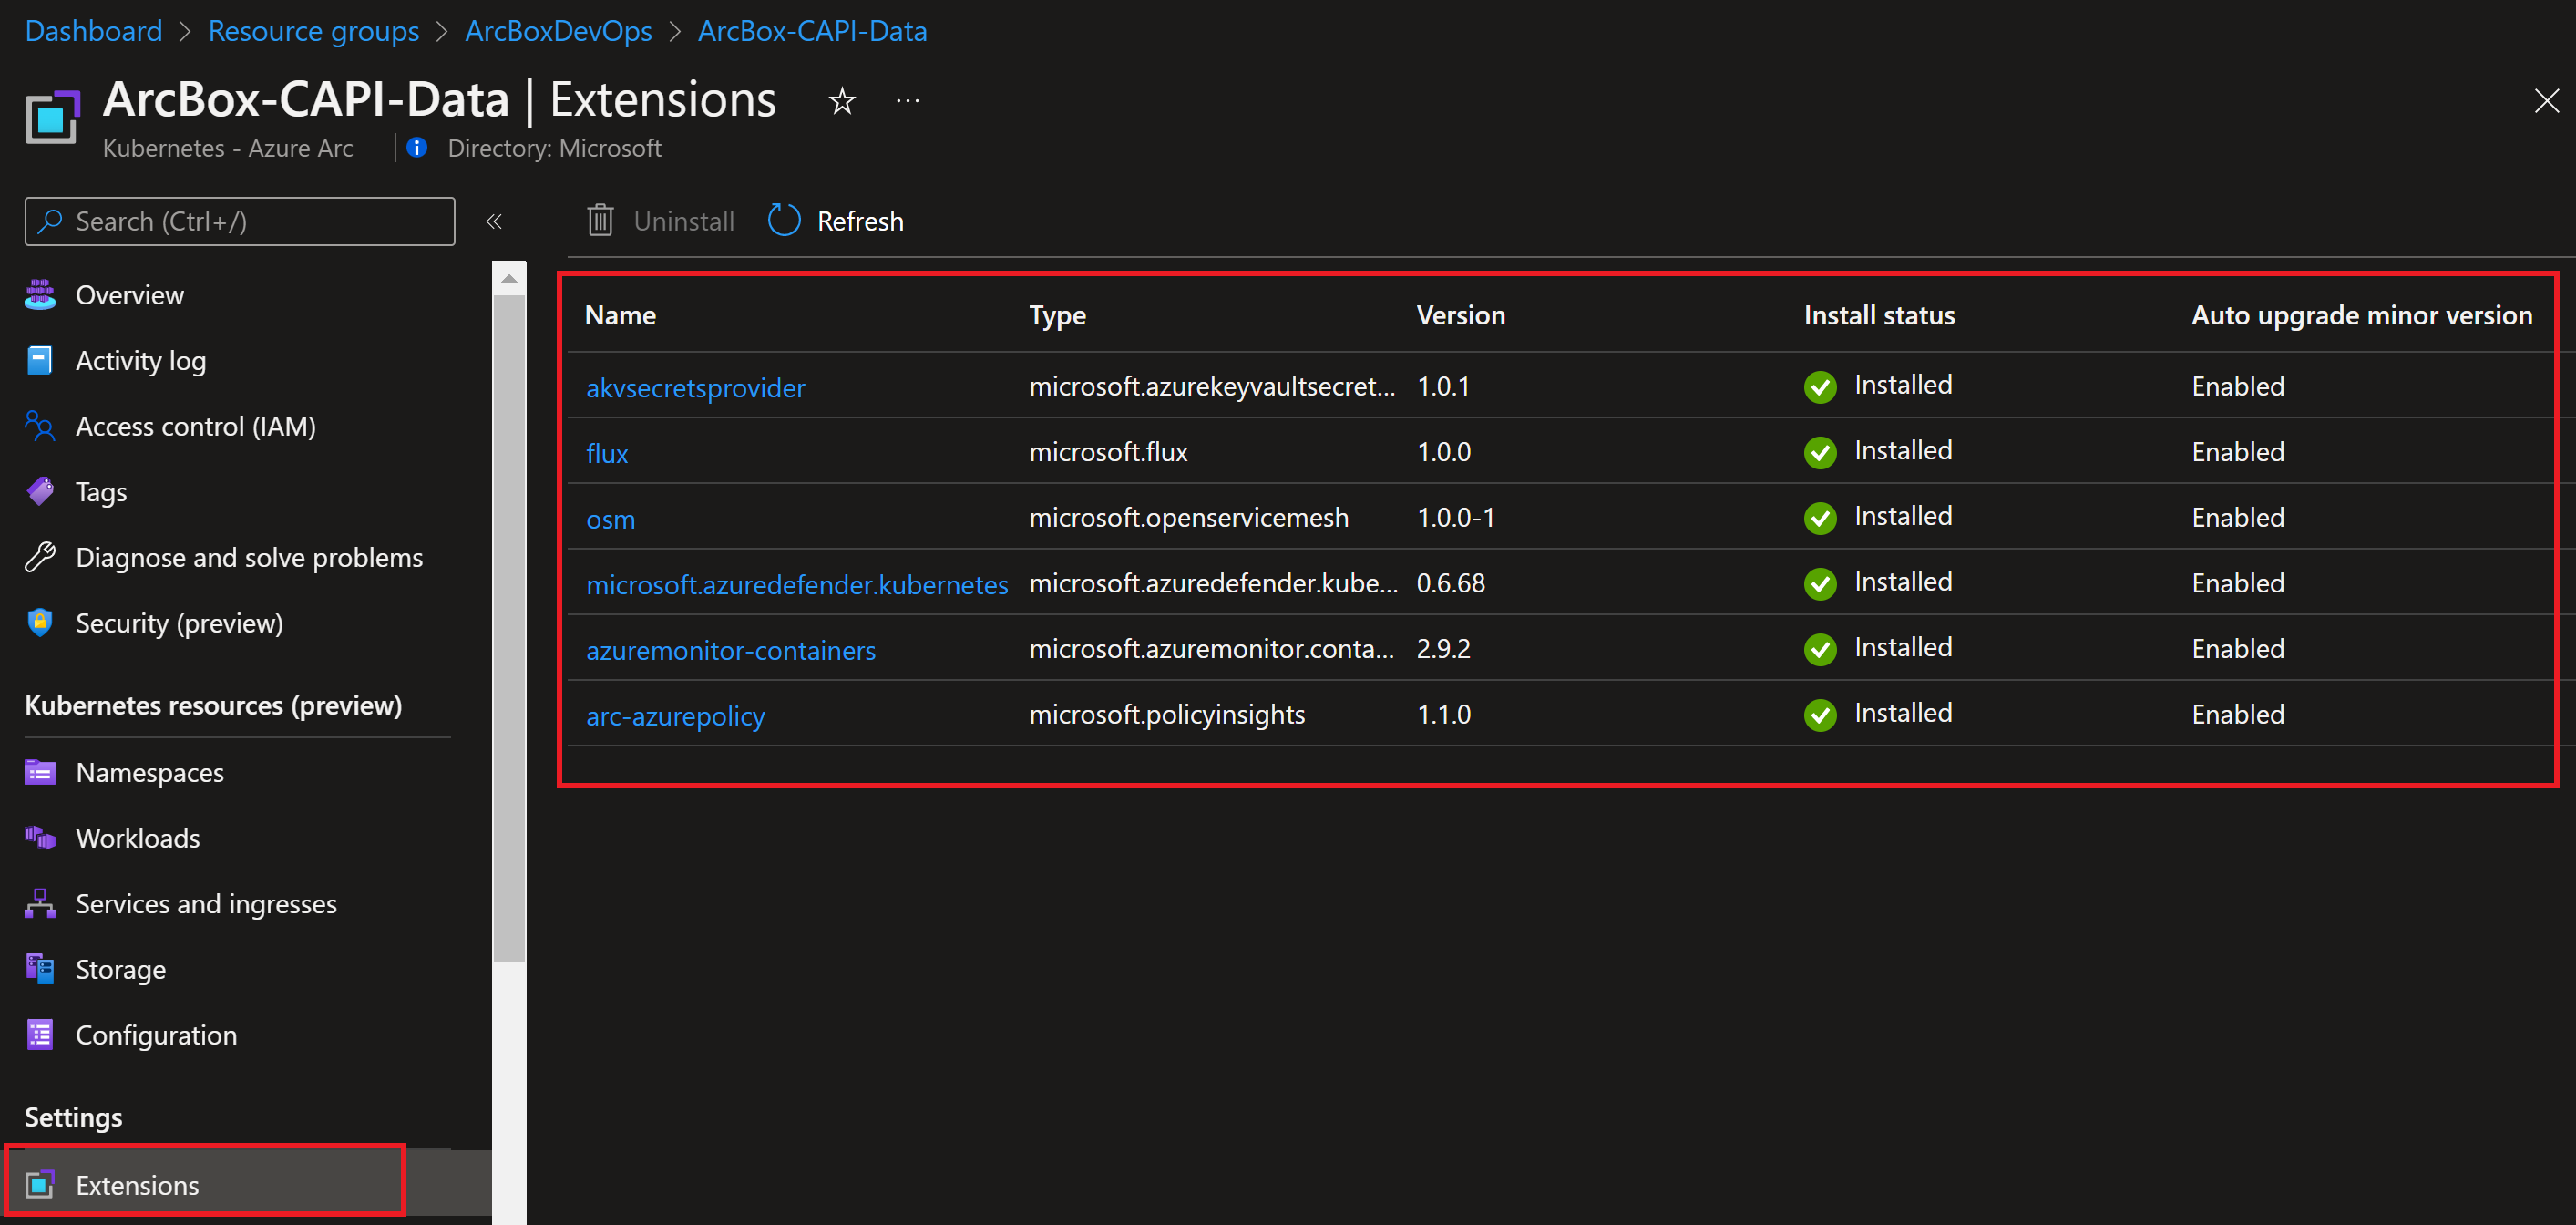 Dashboard > Resource groups > ArcBoxDevOps > ArcBox-CAPI-Data
ArcBox-CAPI-Data | Extensions ☆ ...
Kubernetes - Azure Arc | Directory: Microsoft
Search (Ctrl+/) «
Overview
Activity log
Access control (IAM)
Tags
Diagnose and solve problems
Security (preview)
Kubernetes resources (preview)
Namespaces
Workloads
Services and ingresses
Storage
Configuration
Settings
Extensions
Uninstall Refresh
Name Type Version Install status Auto upgrade minor version
akvsecretsprovider microsoft.azurekeyvaultsecret... 1.0.1 Installed Enabled
flux microsoft.flux 1.0.0 Installed Enabled
osm microsoft.openservicemesh 1.0.0-1 Installed Enabled
microsoft.azuredefender.kubernetes microsoft.azuredefender.kube... 0.6.68 Installed Enabled
azuremonitor-containers microsoft.azuremonitor.conta... 2.9.2 Installed Enabled
arc-azurepolicy microsoft.policyinsights 1.1.0 Installed Enabled